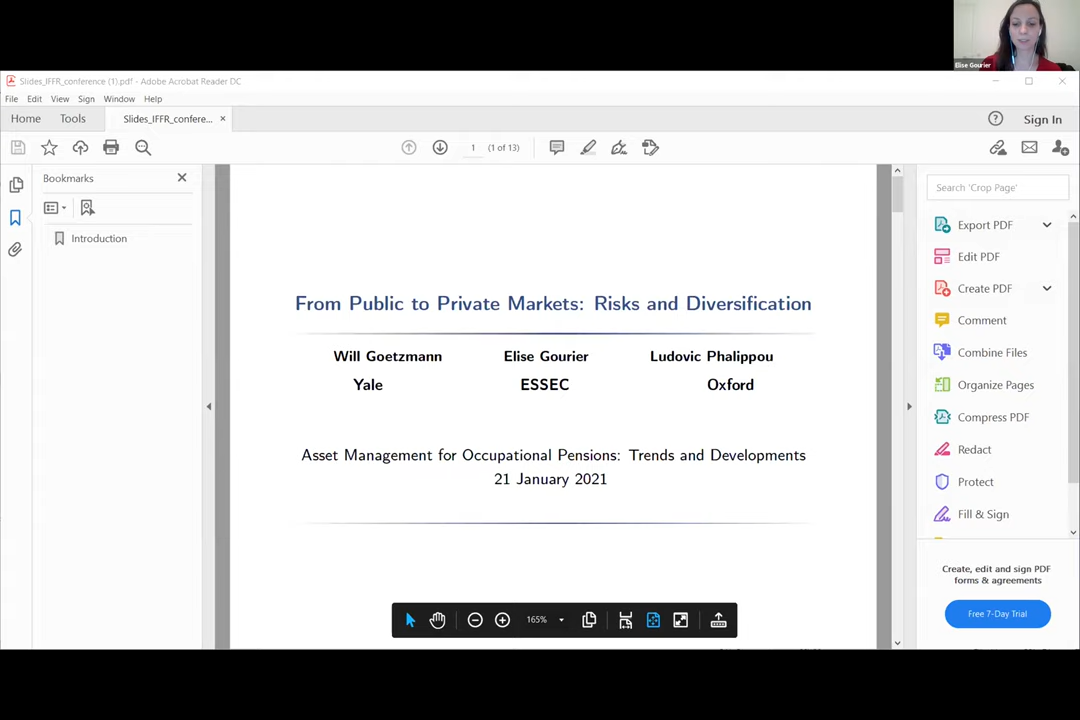 Elise Gourier
Slides_IFFR_conference (1).pdf - Adobe Acrobat Reader DC
File Edit View Sign Window Help
Home Tools Slides_IFFR_confere... × Sign In
1 (1 of 13)
Bookmarks
Introduction
From Public to Private Markets: Risks and Diversification
Will Goetzmann Elise Gourier Ludovic Phalippou
Yale ESSEC Oxford
Asset Management for Occupational Pensions: Trends and Developments
21 January 2021
165%
Search 'Crop Page'
Export PDF
Edit PDF
Create PDF
Comment
Combine Files
Organize Pages
Compress PDF
Redact
Protect
Fill & Sign
Create, edit and sign PDF
forms & agreements
Free 7-Day Trial